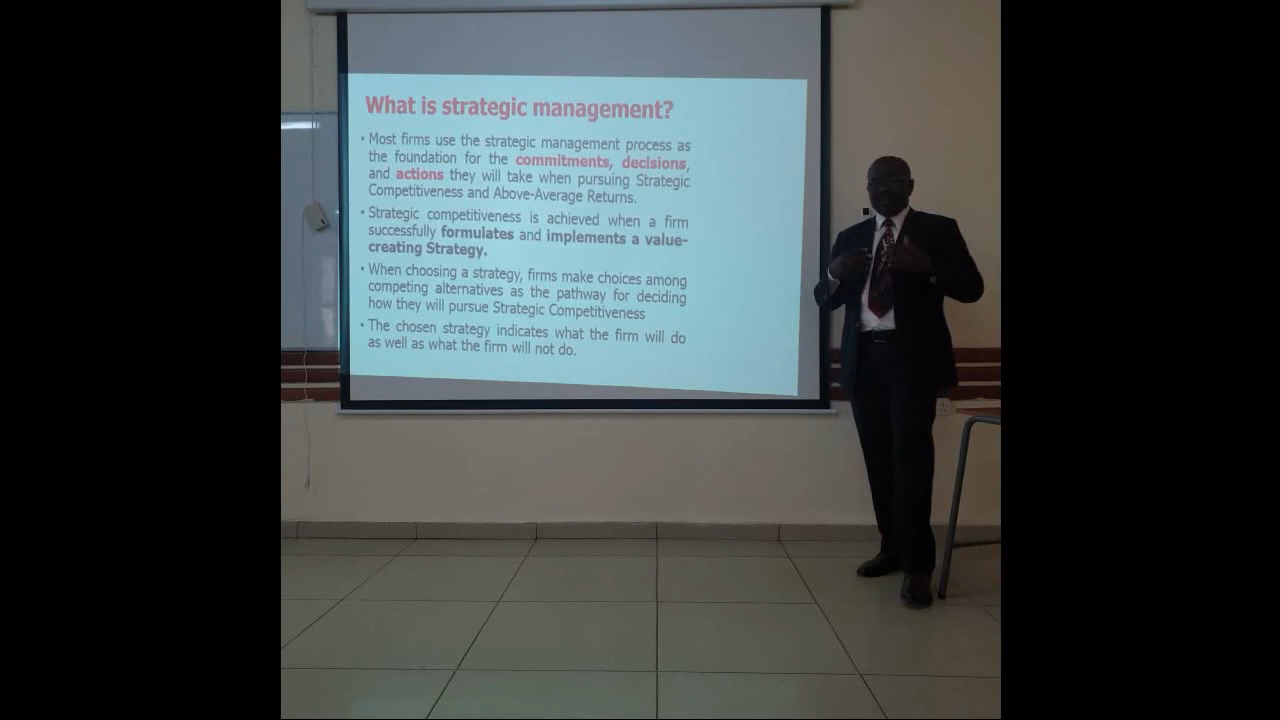 What is strategic management?
• Most firms use the strategic management process as
the foundation for the commitments, decisions,
and actions they will take when pursuing Strategic
Competitiveness and Above-Average Returns.
• Strategic competitiveness is achieved when a firm
successfully formulates and implements a value-
creating Strategy.
• When choosing a strategy, firms make choices among
competing alternatives as the pathway for deciding
how they will pursue Strategic Competitiveness
• The chosen strategy indicates what the firm will do
as well as what the firm will not do.